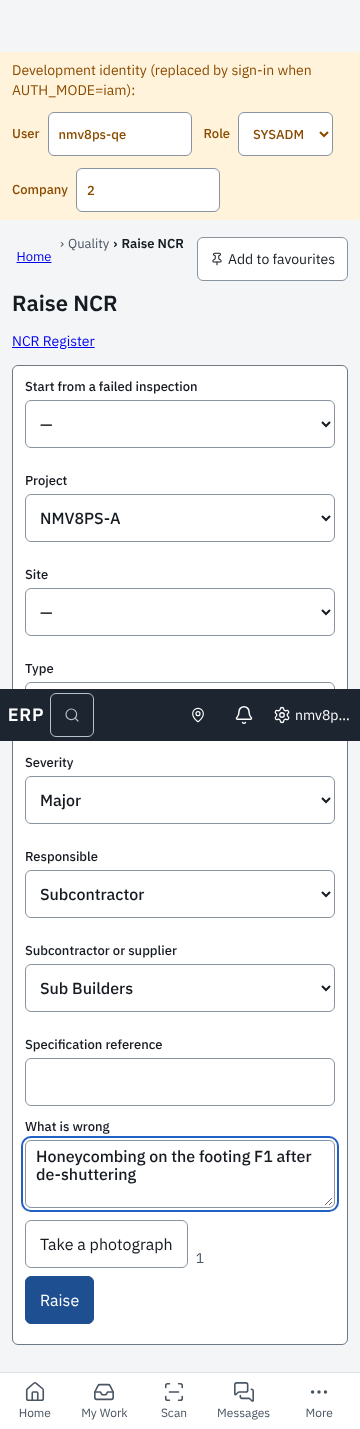 Development identity (replaced by sign-in when
AUTH_MODE=iam):
User nmv8ps-qe Role SYSADM
Company 2
Home › Quality › Raise NCR
Add to favourites
Raise NCR
NCR Register
Start from a failed inspection
—
Project
NMV8PS-A
Site
—
Type
ERP nmv8p...
Severity
Major
Responsible
Subcontractor
Subcontractor or supplier
Sub Builders
Specification reference
What is wrong
Honeycombing on the footing F1 after
de-shuttering
Take a photograph 1
Raise
Home My Work Scan Messages More